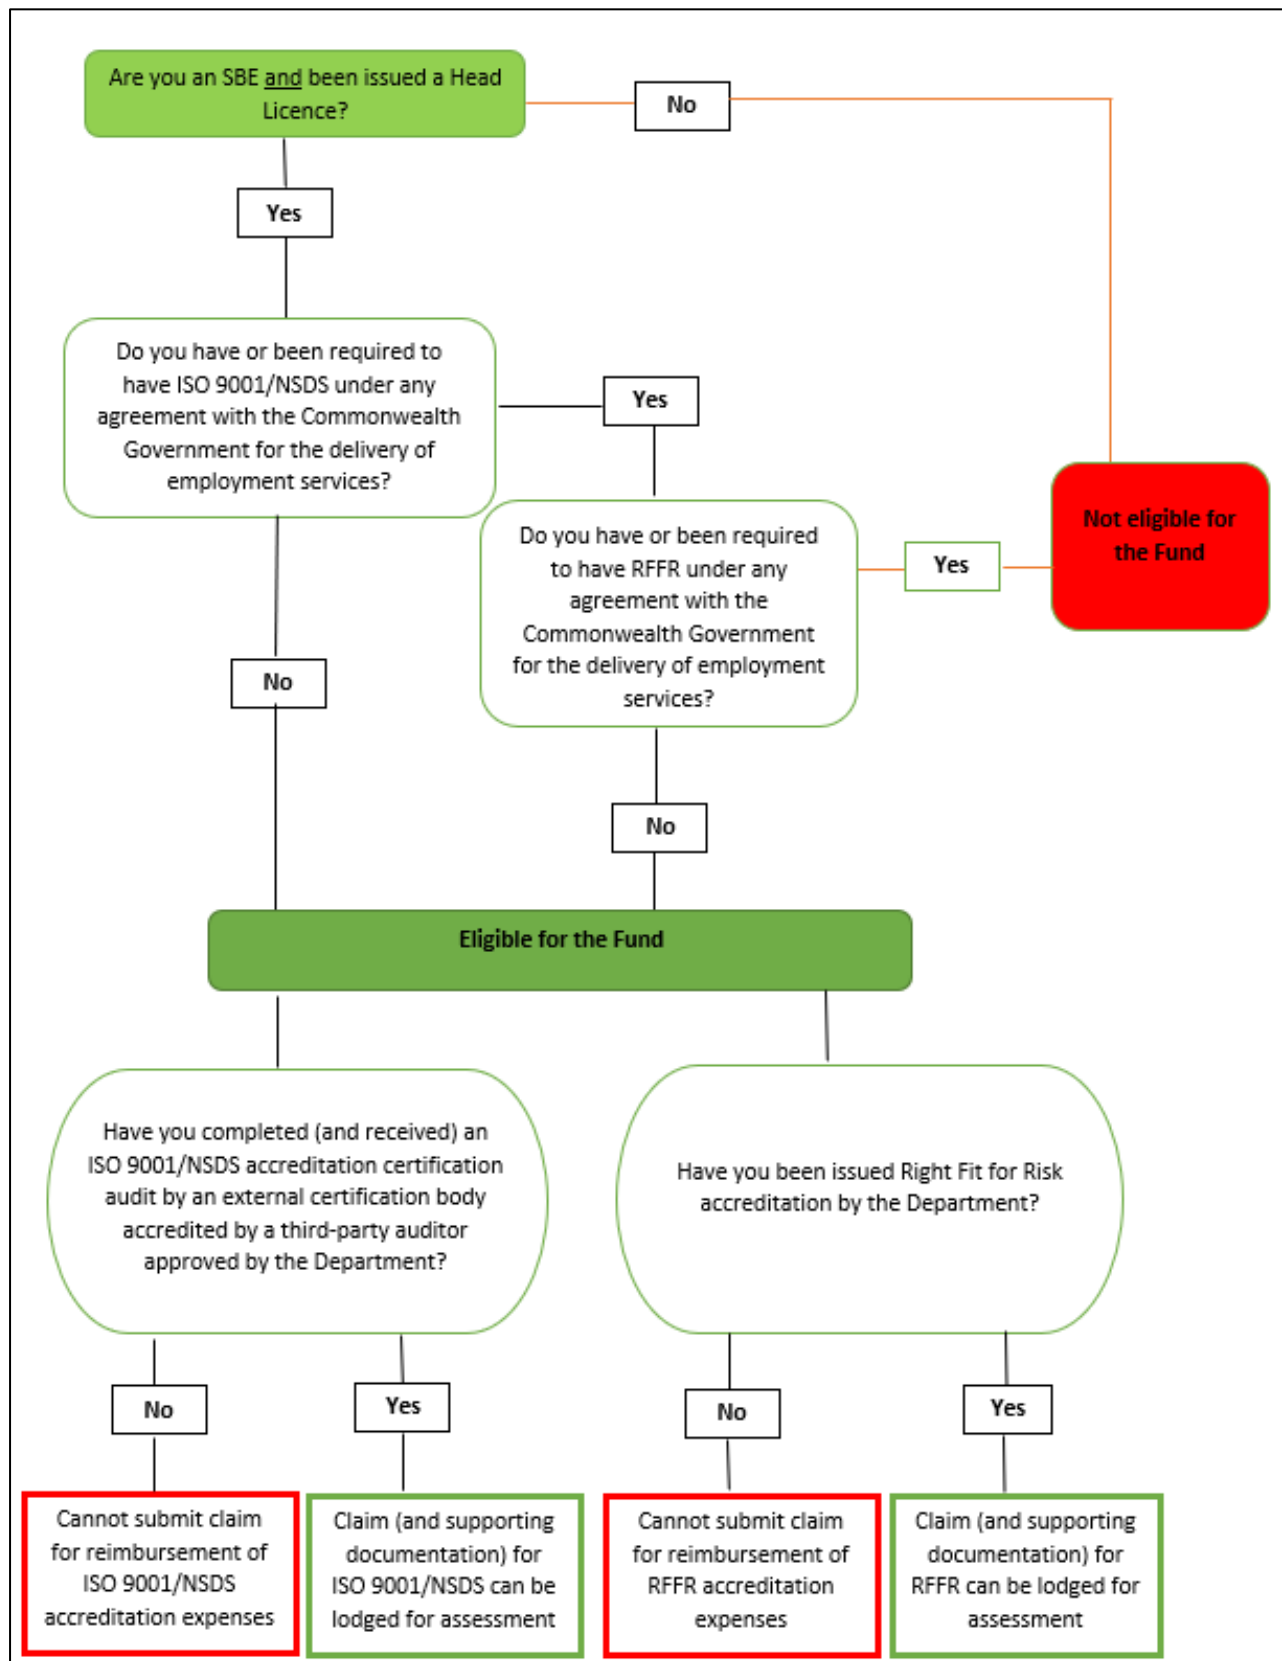 Are you an SBE and been issued a Head
Licence?
No
Yes
Do you have or been required to
have ISO 9001/NSDS under any
agreement with the Commonwealth
Government for the delivery of
employment services?
Yes
Not eligible for
the Fund
Do you have or been required
to have RFFR under any
agreement with the
Commonwealth Government
for the delivery of employment
services?
Yes
No
No
Eligible for the Fund
Have you completed (and received) an
ISO 9001/NSDS accreditation certification
audit by an external certification body
accredited by a third-party auditor
approved by the Department?
Have you been issued Right Fit for Risk
accreditation by the Department?
No
Yes
No
Yes
Cannot submit claim
for reimbursement of
ISO 9001/NSDS
accreditation expenses
Claim (and supporting
documentation) for
ISO 9001/NSDS can be
lodged for assessment
Cannot submit claim
for reimbursement of
RFFR accreditation
expenses
Claim (and supporting
documentation) for
RFFR can be lodged for
assessment